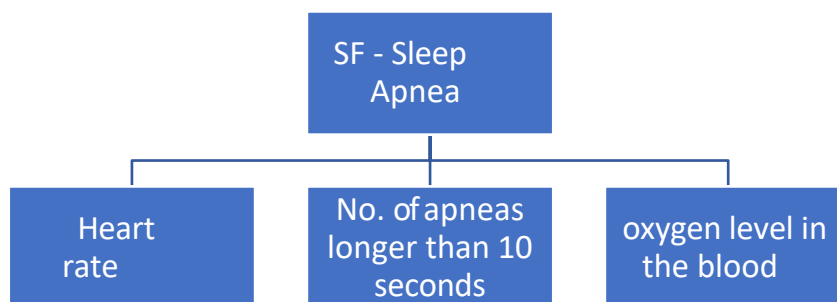 SF - Sleep
Apnea
Heart
rate
No. of apneas
longer than 10
seconds
oxygen level in
the blood